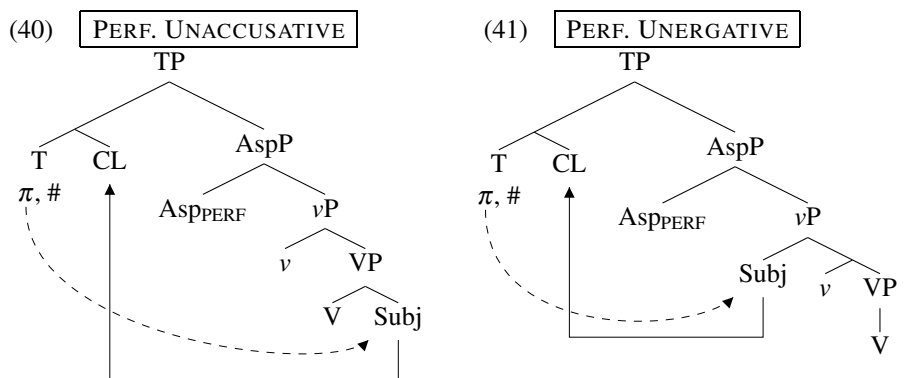 (40) PERF. UNACCUSATIVE
TP
T CL AspP
π, #
AspPERF vP
v VP
V Subj
(41) PERF. UNERGATIVE
TP
T CL AspP
π, #
AspPERF vP
Subj v VP
V